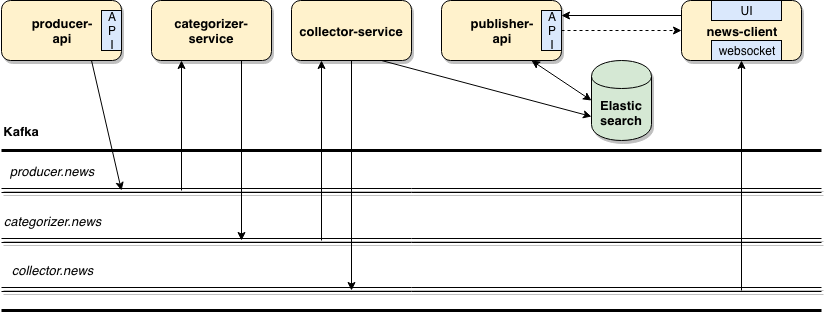 producer-
api
A
P
I
categorizer-
service
collector-service
publisher-
api
A
P
I
UI
news-client
websocket
Elastic
search
Kafka
producer.news
categorizer.news
collector.news